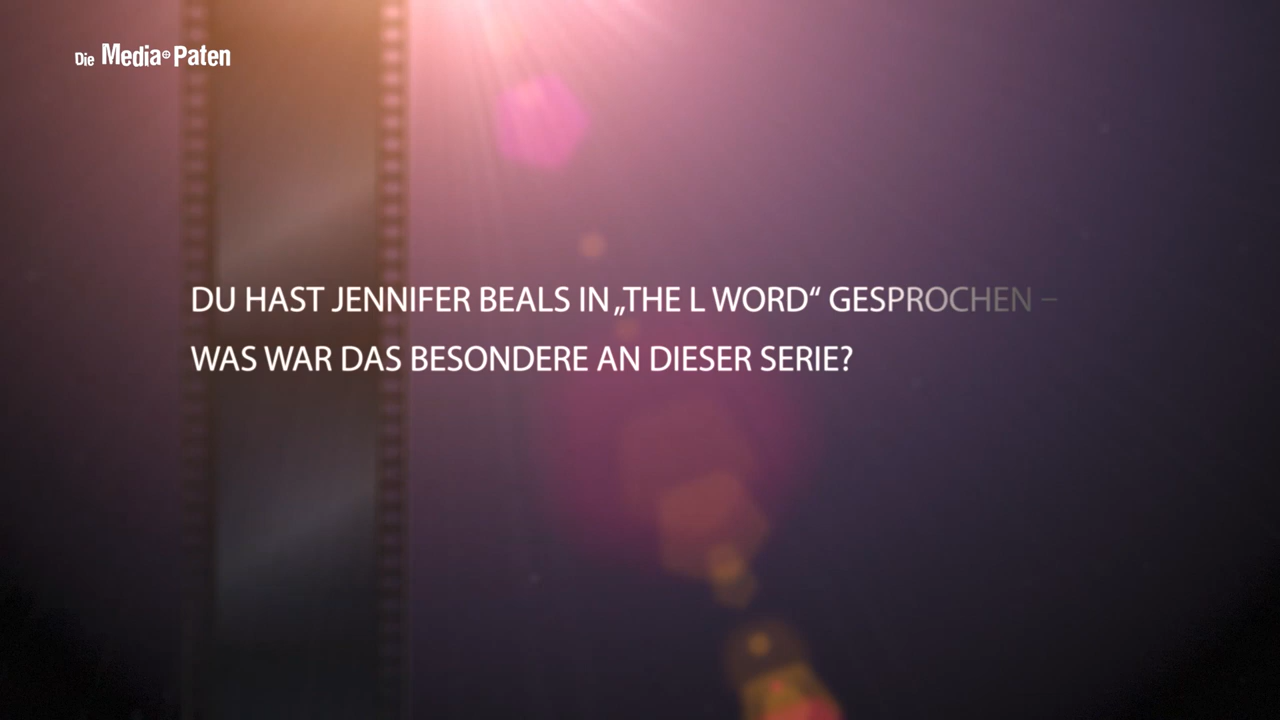 Die Media Paten
DU HAST JENNIFER BEALS IN „THE L WORD“ GESPROCHEN –
WAS WAR DAS BESONDERE AN DIESER SERIE?